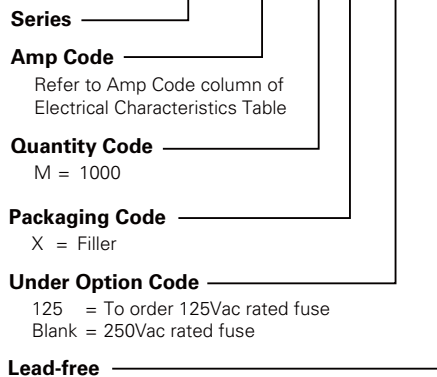 Series
Amp Code
Refer to Amp Code column of
Electrical Characteristics Table
Quantity Code
M = 1000
Packaging Code
X = Filler
Under Option Code
125 = To order 125Vac rated fuse
Blank = 250Vac rated fuse
Lead-free